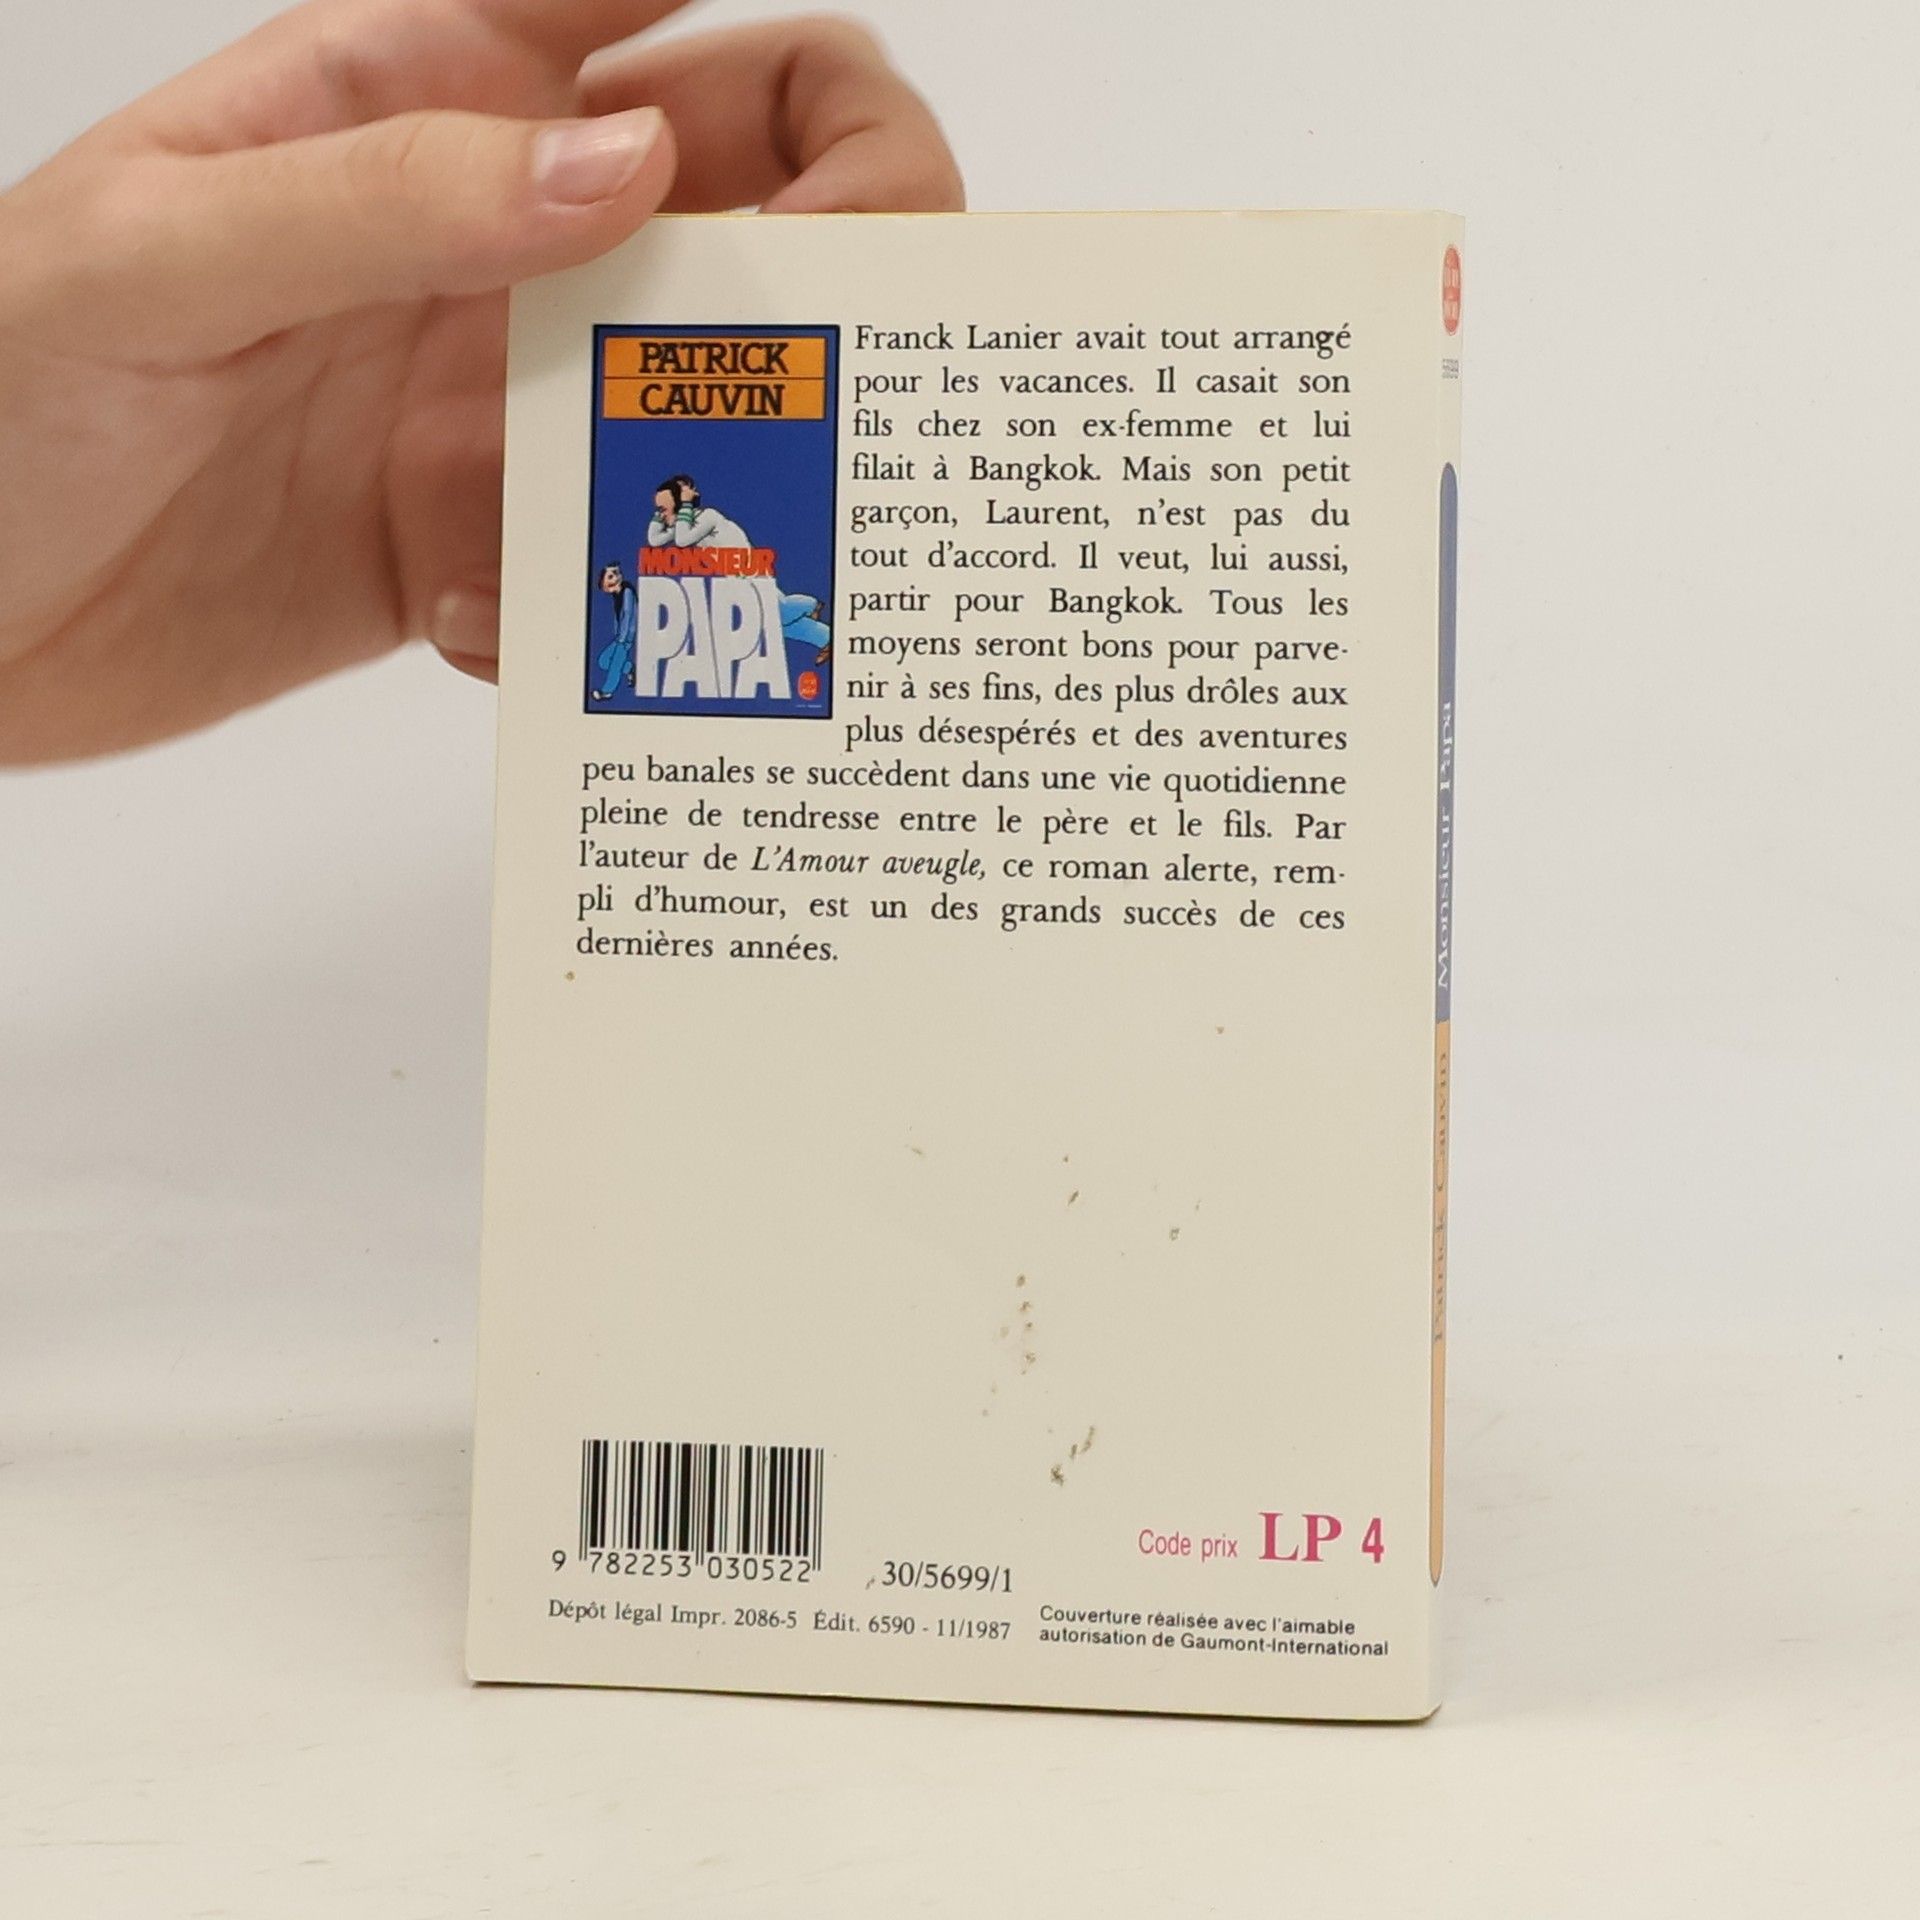 PATRICK
CAUVIN
MONSIEUR
PAPA
Franck Lanier avait tout arrangé
pour les vacances. Il casait son
fils chez son ex-femme et lui
filait à Bangkok. Mais son petit
garçon, Laurent, n'est pas du
tout d'accord. Il veut, lui aussi,
partir pour Bangkok. Tous les
moyens seront bons pour parve-
nir à ses fins, des plus drôles aux
plus désespérés et des aventures
peu banales se succèdent dans une vie quotidienne
pleine de tendresse entre le père et le fils. Par
l'auteur de L'Amour aveugle, ce roman alerte, rem-
pli d'humour, est un des grands succès de ces
dernières années.
9 782253 030522
30/5699/1
Code prix LP 4
Dépôt légal Impr. 2086-5 Édit. 6590 - 11/1987
Couverture réalisée avec l'aimable
autorisation de Gaumont-International
Patrick Cauvin Monsieur Papa